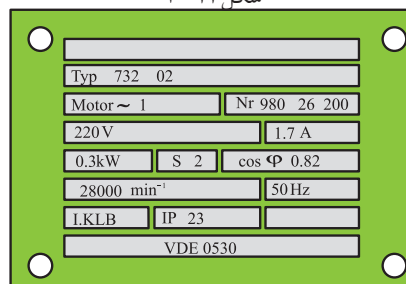 Typ 732 02
Motor ~ 1 Nr 980 26 200
220V 1.7 A
0.3kW S 2 cos φ 0.82
28000 min⁻¹ 50Hz
I.KLB IP 23
VDE 0530